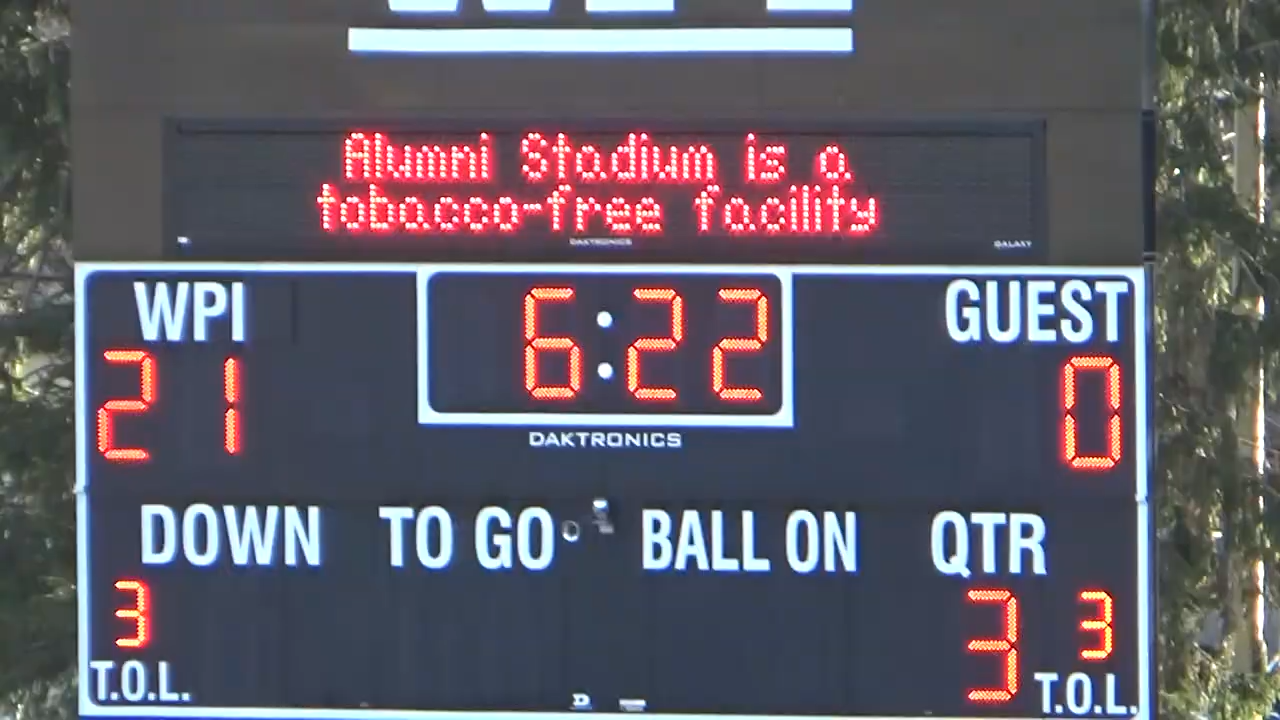 WPI
Alumni Stadium is a
tobacco-free facility
DAKTRONICS GALAXY
WPI 6:22 GUEST
21 0
DAKTRONICS
DOWN TO GO BALL ON QTR
3 3 3
T.O.L. T.O.L.